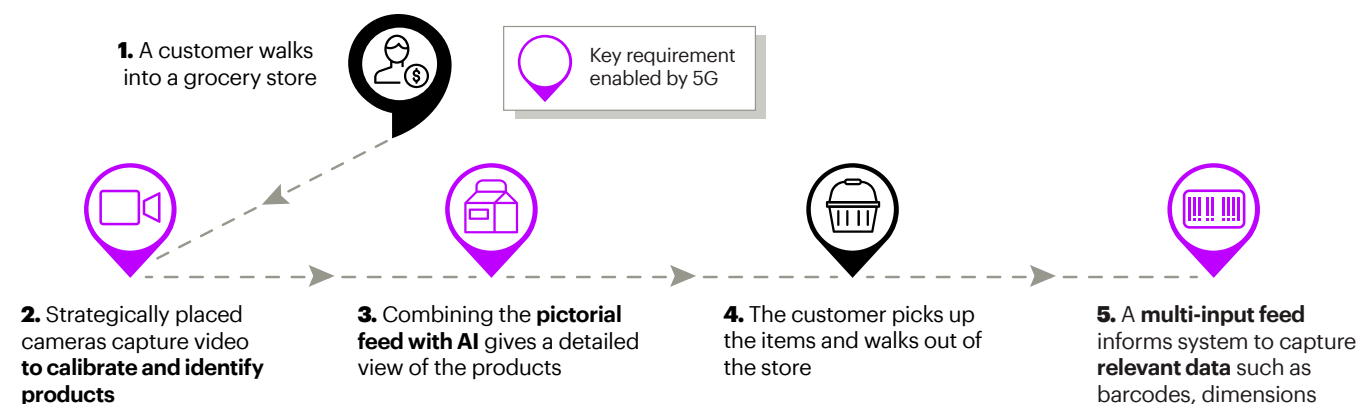 1. A customer walks
into a grocery store
$
Key requirement
enabled by 5G
2. Strategically placed
cameras capture video
to calibrate and identify
products
3. Combining the pictorial
feed with AI gives a detailed
view of the products
4. The customer picks up
the items and walks out of
the store
5. A multi-input feed
informs system to capture
relevant data such as
barcodes, dimensions